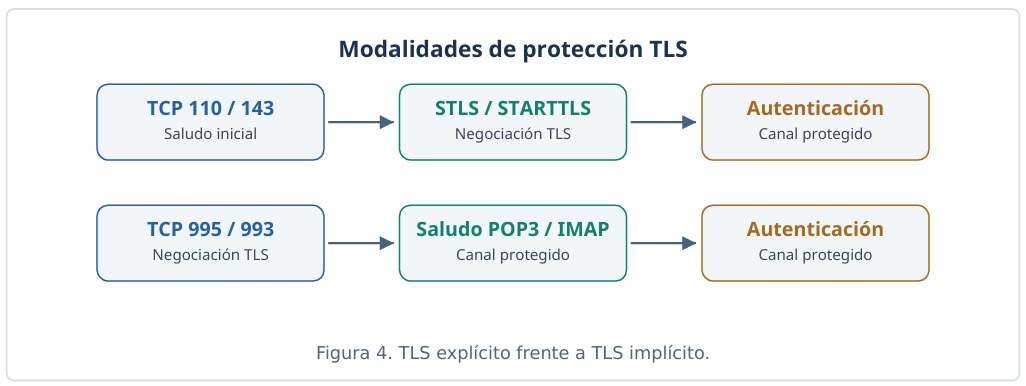 Modalidades de protección TLS
TCP 110 / 143
Saludo inicial
STLS / STARTTLS
Negociación TLS
Autenticación
Canal protegido
TCP 995 / 993
Negociación TLS
Saludo POP3 / IMAP
Canal protegido
Autenticación
Canal protegido
Figura 4. TLS explícito frente a TLS implícito.